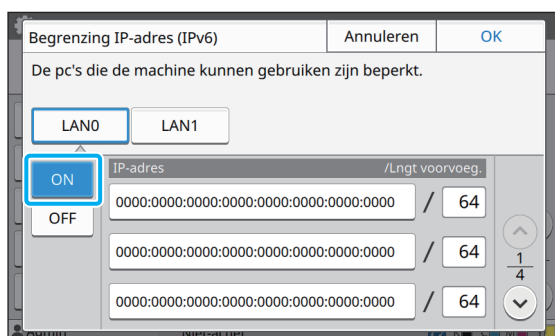 Begrenzing IP-adres (IPv6)
Annuleren
OK
De pc's die de machine kunnen gebruiken zijn beperkt.
LAN0
LAN1
ON
OFF
IP-adres
/Lngt voorvoeg.
0000:0000:0000:0000:0000:0000:0000:0000 / 64
0000:0000:0000:0000:0000:0000:0000:0000 / 64
0000:0000:0000:0000:0000:0000:0000:0000 / 64
1
4